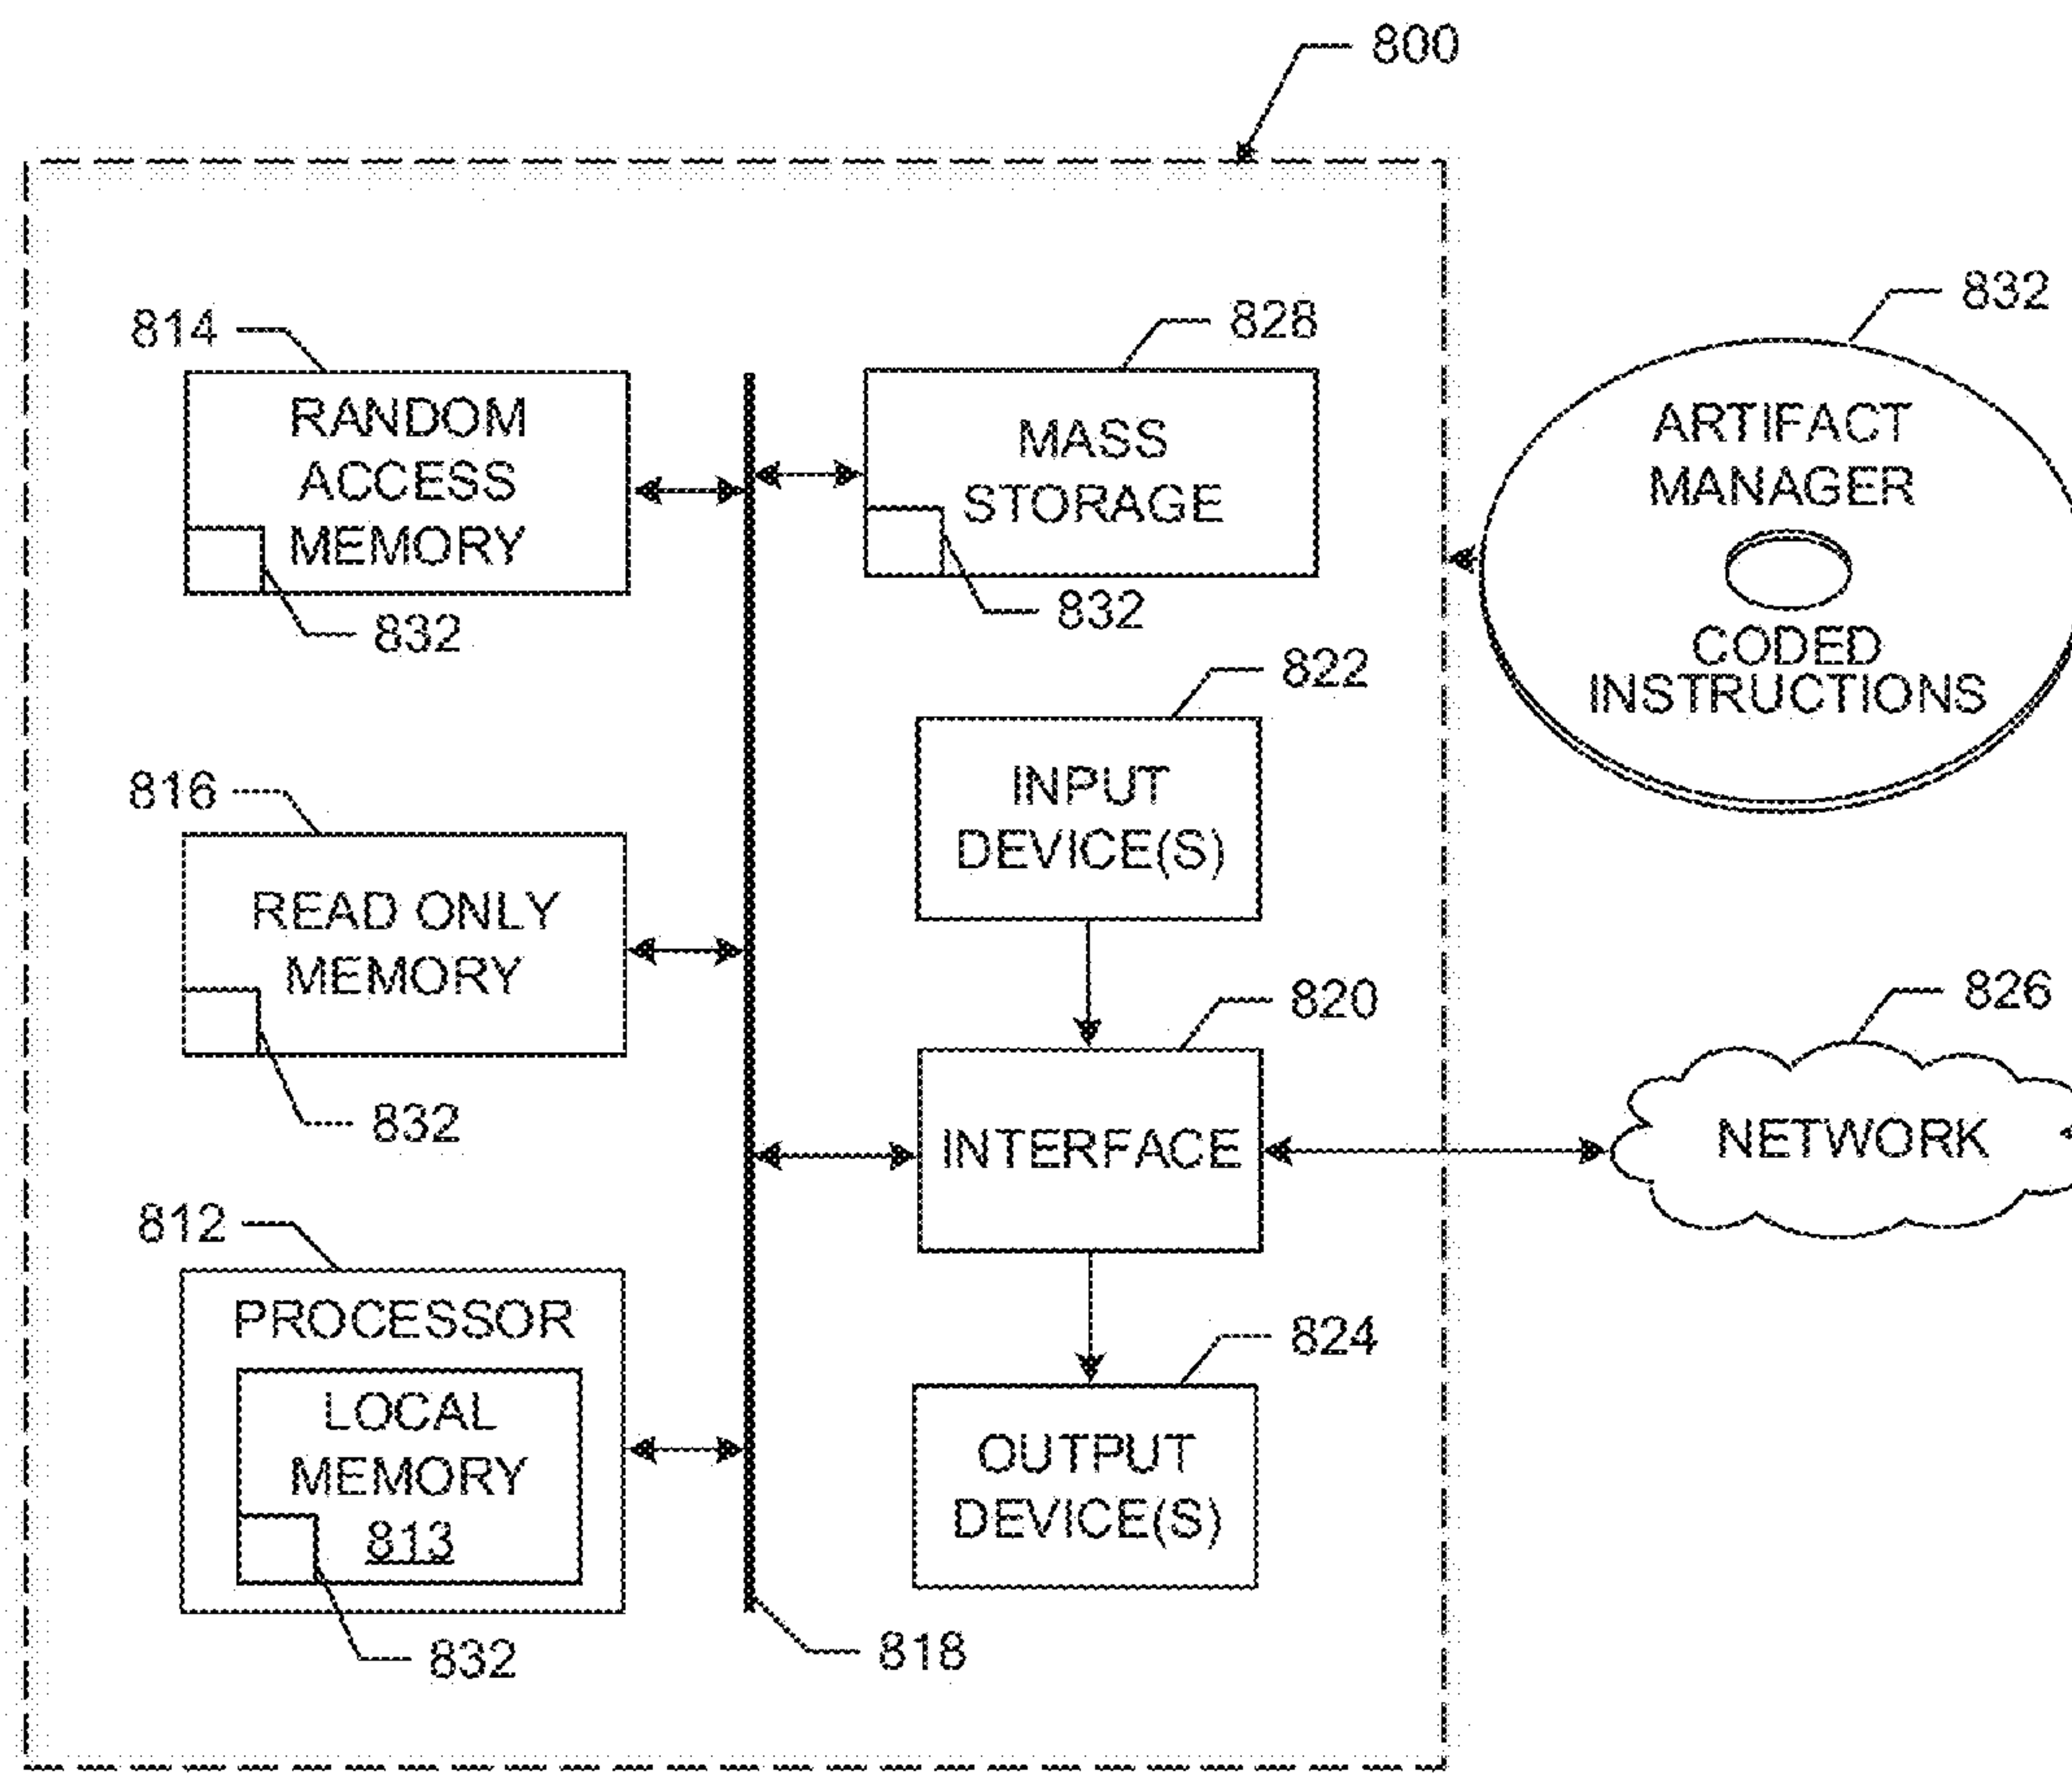 800
832
814
828
RANDOM
ACCESS
MEMORY
MASS
STORAGE
ARTIFACT
MANAGER
CODED
INSTRUCTIONS
832
832
822
816
INPUT
DEVICE(S)
READ ONLY
MEMORY
820
826
832
INTERFACE
NETWORK
812
824
PROCESSOR
LOCAL
MEMORY
813
OUTPUT
DEVICE(S)
832
818